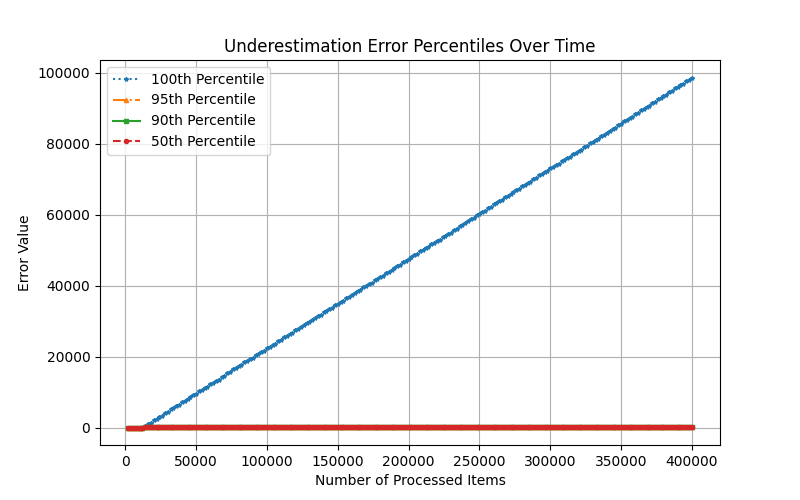 Underestimation Error Percentiles Over Time
100000
80000
60000
40000
20000
0
Error Value
100th Percentile
95th Percentile
90th Percentile
50th Percentile
0 50000 100000 150000 200000 250000 300000 350000 400000
Number of Processed Items